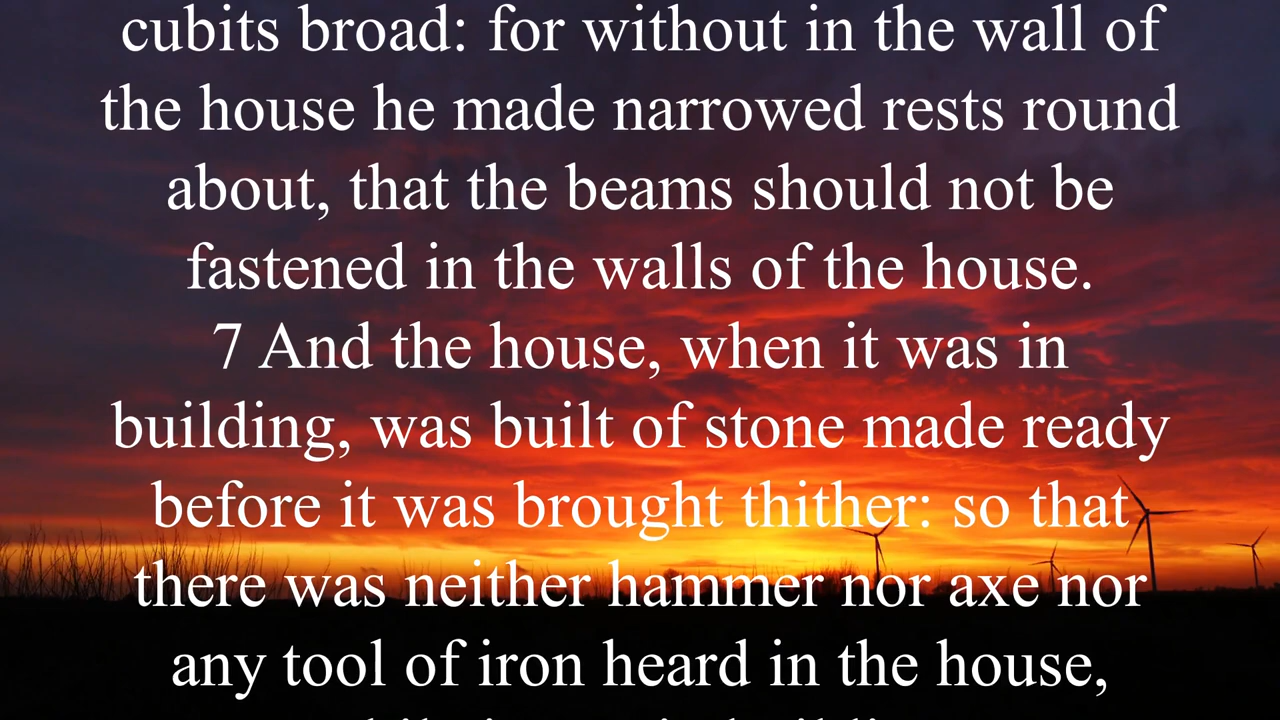 cubits broad: for without in the wall of
the house he made narrowed rests round
about, that the beams should not be
fastened in the walls of the house.
7 And the house, when it was in
building, was built of stone made ready
before it was brought thither: so that
there was neither hammer nor axe nor
any tool of iron heard in the house,